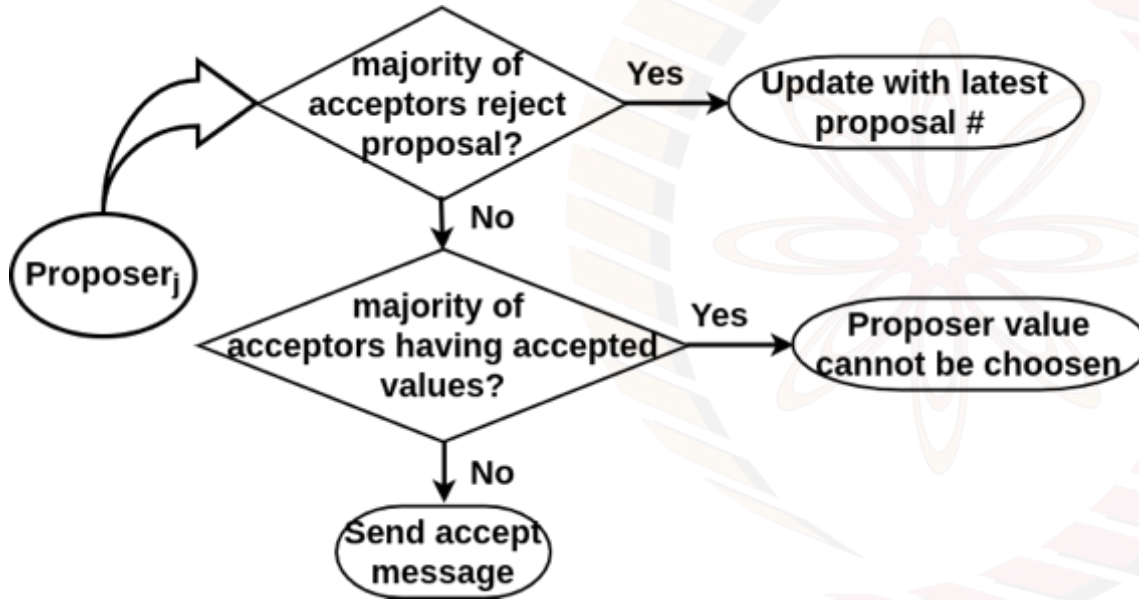 majority of
acceptors reject
proposal?
Yes
Update with latest
proposal #
No
Proposerj
majority of
acceptors having accepted
values?
Yes
Proposer value
cannot be choosen
No
Send accept
message